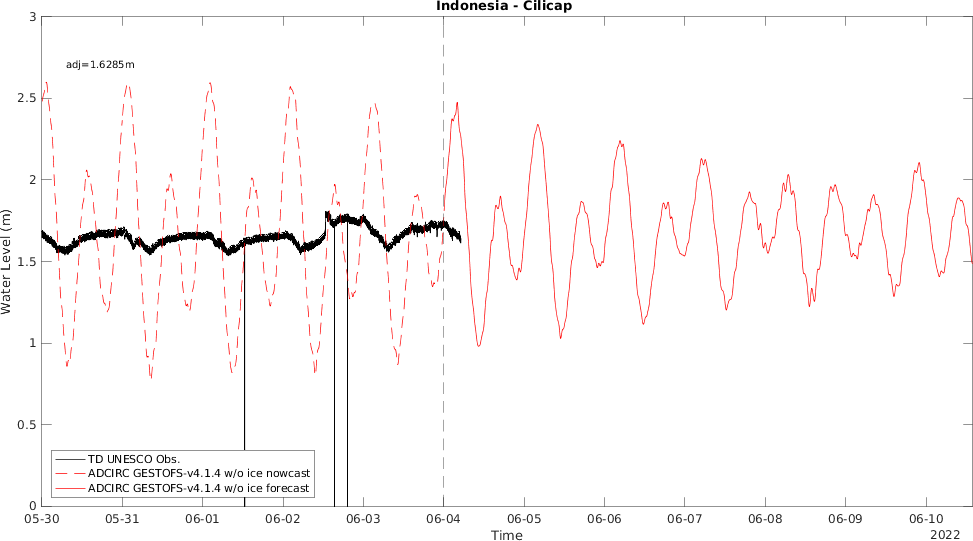 Indonesia - Cilicap
adj=1.6285m
Water Level (m)
3
2.5
2
1.5
1
0.5
0
TD UNESCO Obs.
ADCIRC GESTOFS-v4.1.4 w/o ice nowcast
ADCIRC GESTOFS-v4.1.4 w/o ice forecast
05-30 05-31 06-01 06-02 06-03 06-04 06-05 06-06 06-07 06-08 06-09 06-10
Time
2022